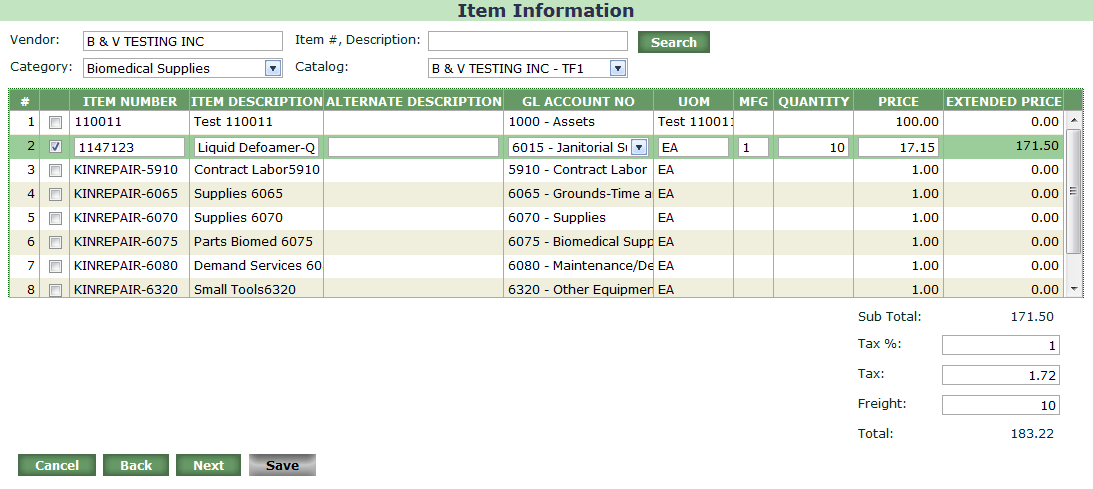 Item Information
Vendor: B & V TESTING INC Item #, Description: Search
Category: Biomedical Supplies Catalog: B & V TESTING INC - TF1
# ITEM NUMBER ITEM DESCRIPTION ALTERNATE DESCRIPTION GL ACCOUNT NO UOM MFG QUANTITY PRICE EXTENDED PRICE
1 110011 Test 110011 1000 - Assets Test 110011 100.00 0.00
2 1147123 Liquid Defoamer-Q 6015 - Janitorial Su EA 1 10 17.15 171.50
3 KINREPAIR-5910 Contract Labor5910 5910 - Contract Labor EA 1.00 0.00
4 KINREPAIR-6065 Supplies 6065 6065 - Grounds-Time a EA 1.00 0.00
5 KINREPAIR-6070 Supplies 6070 6070 - Supplies EA 1.00 0.00
6 KINREPAIR-6075 Parts Biomed 6075 6075 - Biomedical Supp EA 1.00 0.00
7 KINREPAIR-6080 Demand Services 60 6080 - Maintenance/De EA 1.00 0.00
8 KINREPAIR-6320 Small Tools6320 6320 - Other Equipmen EA 1.00 0.00
Sub Total: 171.50
Tax %: 1
Tax: 1.72
Freight: 10
Total: 183.22
Cancel Back Next Save